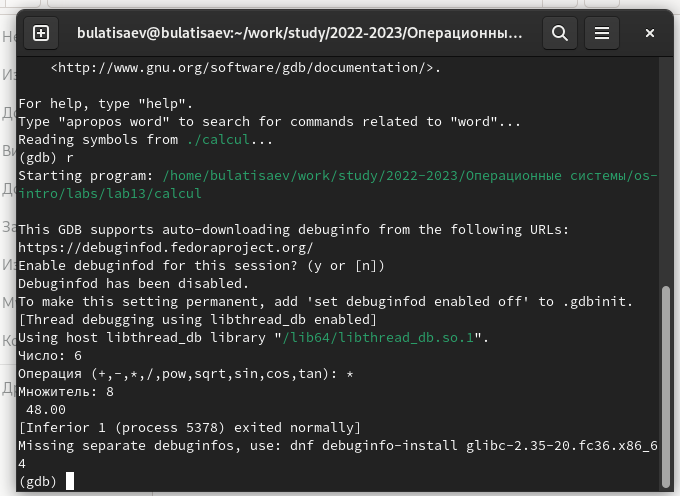 bulatisaev@bulatisaev:~/work/study/2022-2023/Операционны...
<http://www.gnu.org/software/gdb/documentation/>.
For help, type "help".
Type "apropos word" to search for commands related to "word"...
Reading symbols from ./calcul...
(gdb) r
Starting program: /home/bulatisaev/work/study/2022-2023/Операционные системы/os-
intro/labs/lab13/calcul
This GDB supports auto-downloading debuginfo from the following URLs:
https://debuginfod.fedoraproject.org/
Enable debuginfod for this session? (y or [n])
Debuginfod has been disabled.
To make this setting permanent, add 'set debuginfod enabled off' to .gdbinit.
[Thread debugging using libthread_db enabled]
Using host libthread_db library "/lib64/libthread_db.so.1".
Число: 6
Операция (+,-,*,/,pow,sqrt,sin,cos,tan): *
Множитель: 8
48.00
[Inferior 1 (process 5378) exited normally]
Missing separate debuginfos, use: dnf debuginfo-install glibc-2.35-20.fc36.x86_6
4
(gdb)